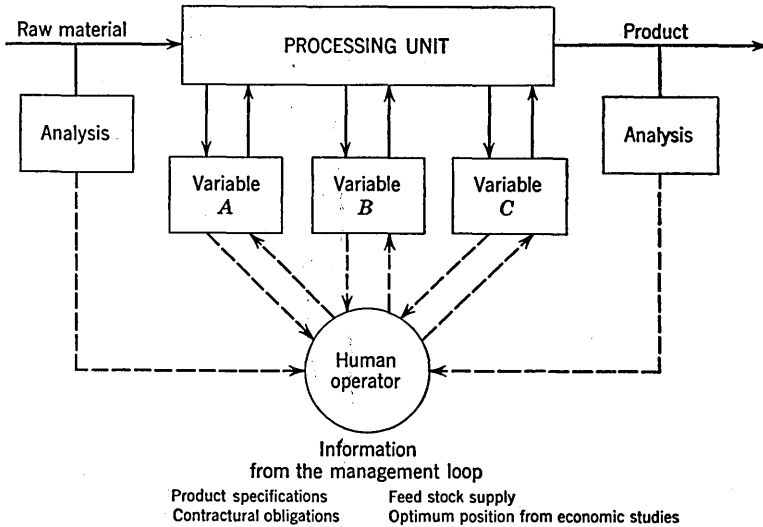 Raw material
PROCESSING UNIT
Product
Analysis
Analysis
Variable
A
Variable
B
Variable
C
Human
operator
Information
from the management loop
Product specifications
Feed stock supply
Contractural obligations
Optimum position from economic studies